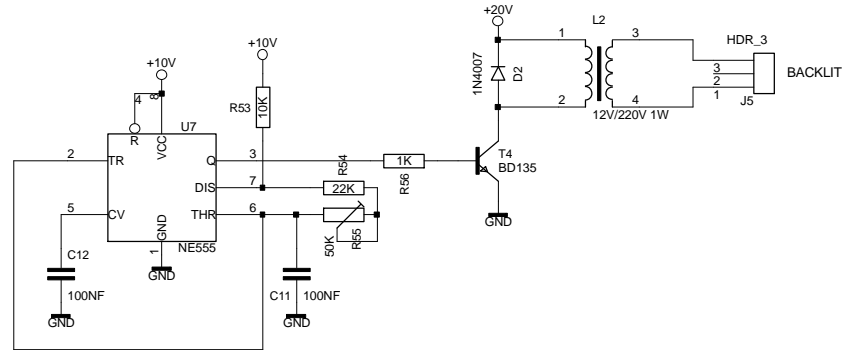 +20V
L2
1
3
HDR_3
+10V
+10V
1N4007
D2
3
2
1
BACKLIT
J5
2
4
12V/220V 1W
4
8
R
VCC
U7
R53
10K
2
TR
Q
3
R54
1K
R56
T4
BD135
DIS
7
22K
5
CV
THR
6
GND
1
NE555
50K
R55
GND
C12
100NF
GND
GND
C11
100NF
GND